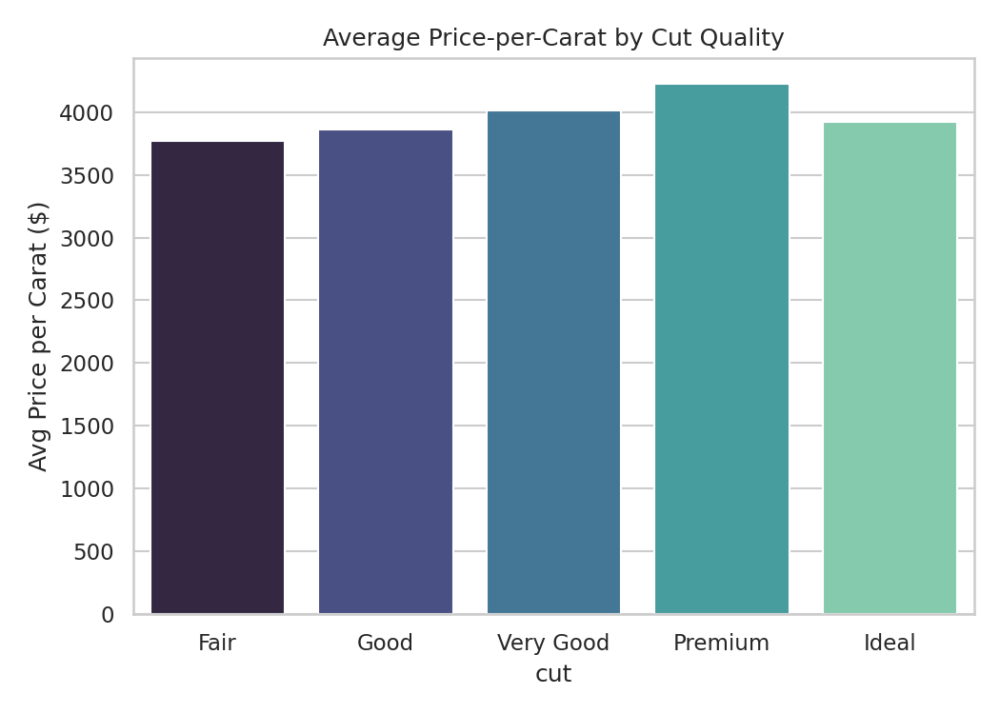 Average Price-per-Carat by Cut Quality
Avg Price per Carat ($)
4000
3500
3000
2500
2000
1500
1000
500
0
Fair Good Very Good Premium Ideal
cut